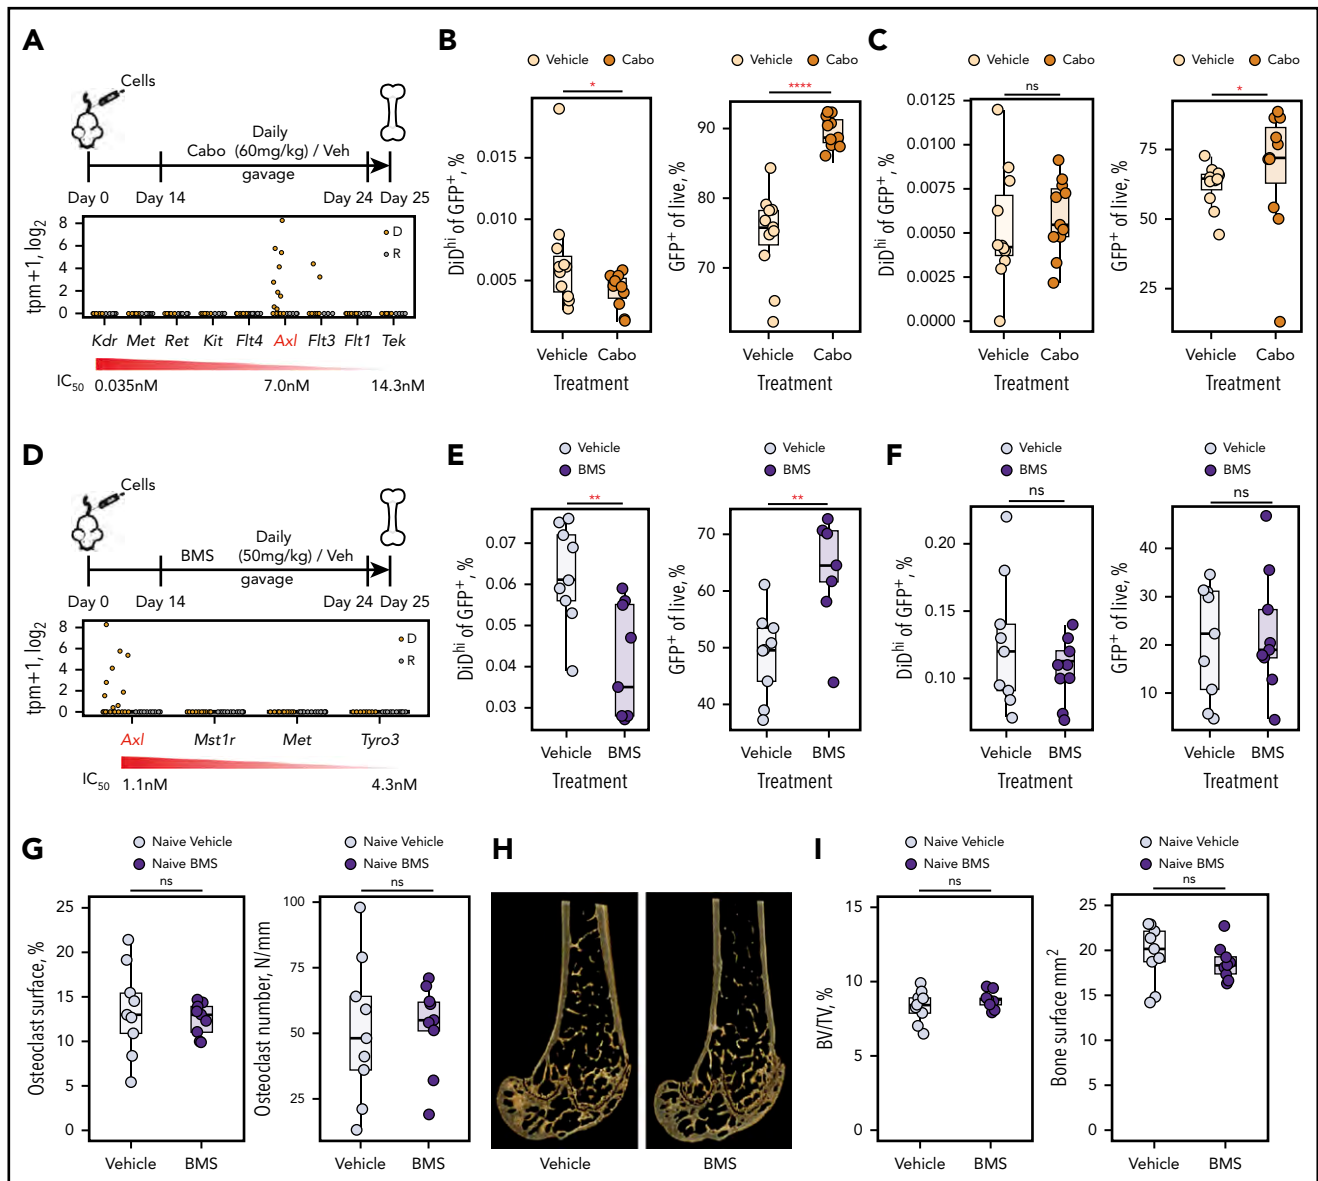 A
Cells
Daily
Cabo (60mg/kg) / Veh
gavage
Day 0 Day 14 Day 24 Day 25
tpm+1, log2
8
6
4
2
0
D
R
Kdr Met Ret Kit Flt4 Axl Flt3 Flt1 Tek
IC50 0.035nM 7.0nM 14.3nM
B
Vehicle Cabo
*
DiDhi of GFP+, %
0.015
0.010
0.005
Vehicle Cabo
Treatment
Vehicle Cabo
****
GFP+ of live, %
90
80
70
Vehicle Cabo
Treatment
C
Vehicle Cabo
ns
DiDhi of GFP+, %
0.0125
0.0100
0.0075
0.0050
0.0025
0.0000
Vehicle Cabo
Treatment
Vehicle Cabo
*
GFP+ of live, %
75
50
25
Vehicle Cabo
Treatment
D
Cells
Daily
BMS (50mg/kg) / Veh
gavage
Day 0 Day 14 Day 24 Day 25
tpm+1, log2
8
6
4
2
0
D
R
Axl Mst1r Met Tyro3
IC50 1.1nM 4.3nM
E
Vehicle
BMS
**
DiDhi of GFP+, %
0.07
0.06
0.05
0.04
0.03
Vehicle BMS
Treatment
Vehicle
BMS
**
GFP+ of live, %
70
60
50
40
Vehicle BMS
Treatment
F
Vehicle
BMS
ns
DiDhi of GFP+, %
0.20
0.15
0.10
Vehicle BMS
Treatment
Vehicle
BMS
ns
GFP+ of live, %
40
30
20
10
Vehicle BMS
Treatment
G
Naive Vehicle
Naive BMS
ns
Osteoclast surface, %
25
20
15
10
5
0
Vehicle BMS
Naive Vehicle
Naive BMS
ns
Osteoclast number, N/mm
100
75
50
25
Vehicle BMS
H
Vehicle BMS
I
Naive Vehicle
Naive BMS
ns
BV/TV, %
15
10
5
0
Vehicle BMS
Naive Vehicle
Naive BMS
ns
Bone surface mm2
25
20
15
10
5
0
Vehicle BMS